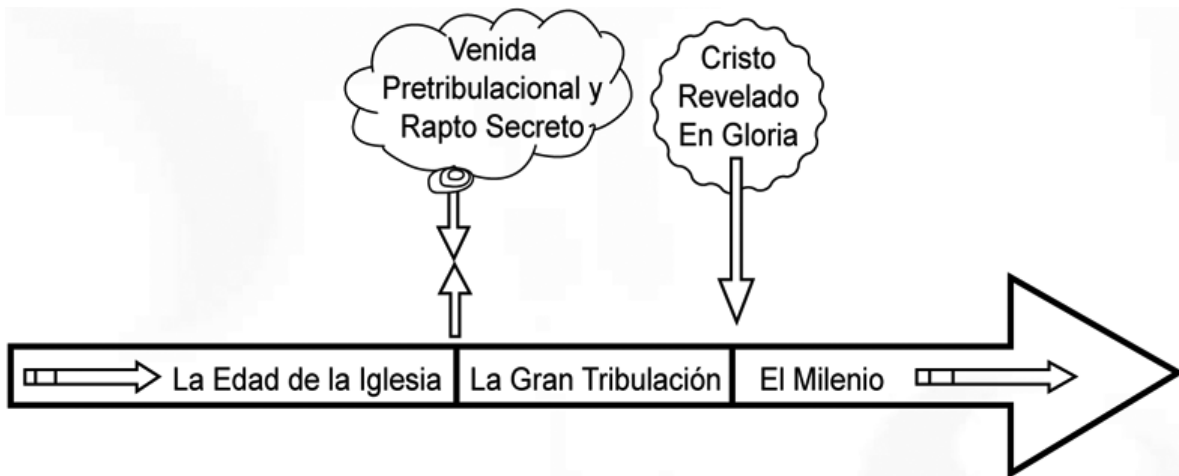 Venida
Pretribulacional y
Rapto Secreto
Cristo
Revelado
En Gloria
La Edad de la Iglesia
La Gran Tribulación
El Milenio